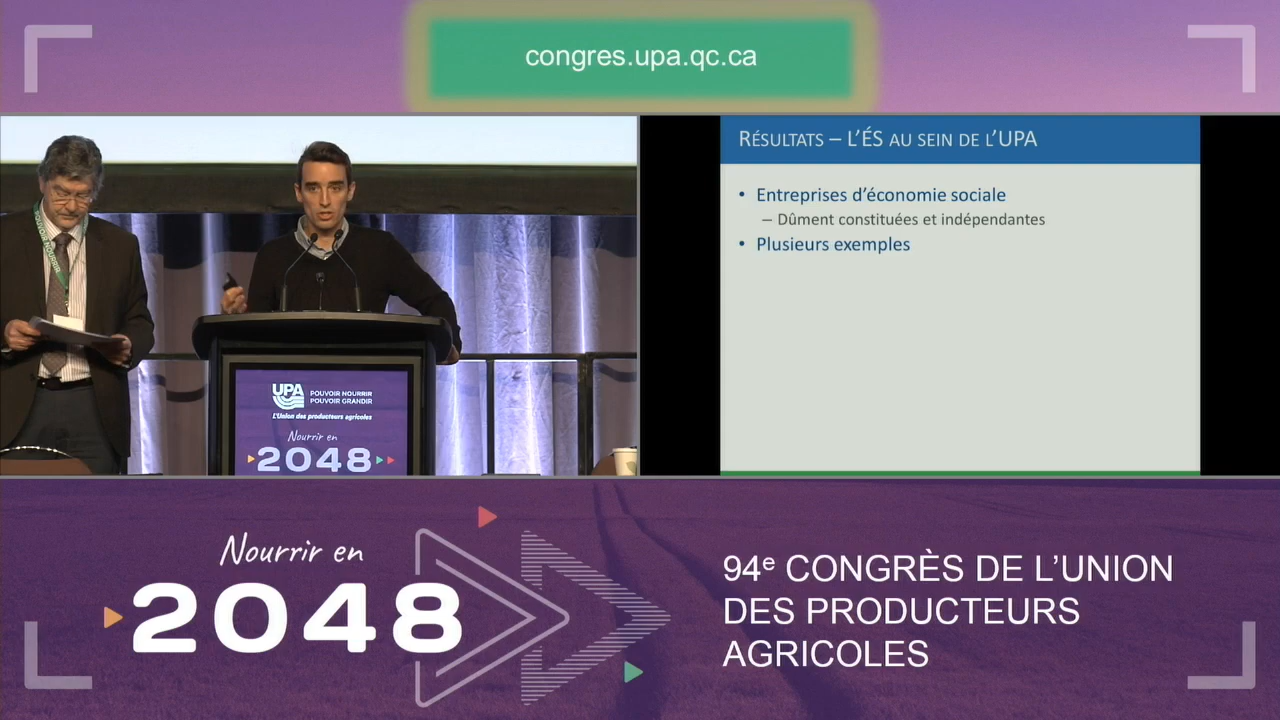 congres.upa.qc.ca
RÉSULTATS – L'ÉS AU SEIN DE L'UPA
• Entreprises d'économie sociale
– Dûment constituées et indépendantes
• Plusieurs exemples
POUVOIR NOURRIR
UPA
POUVOIR NOURRIR
POUVOIR GRANDIR
L'Union des producteurs agricoles
Nourrir en
2048
Nourrir en
2048
94e CONGRÈS DE L'UNION
DES PRODUCTEURS
AGRICOLES